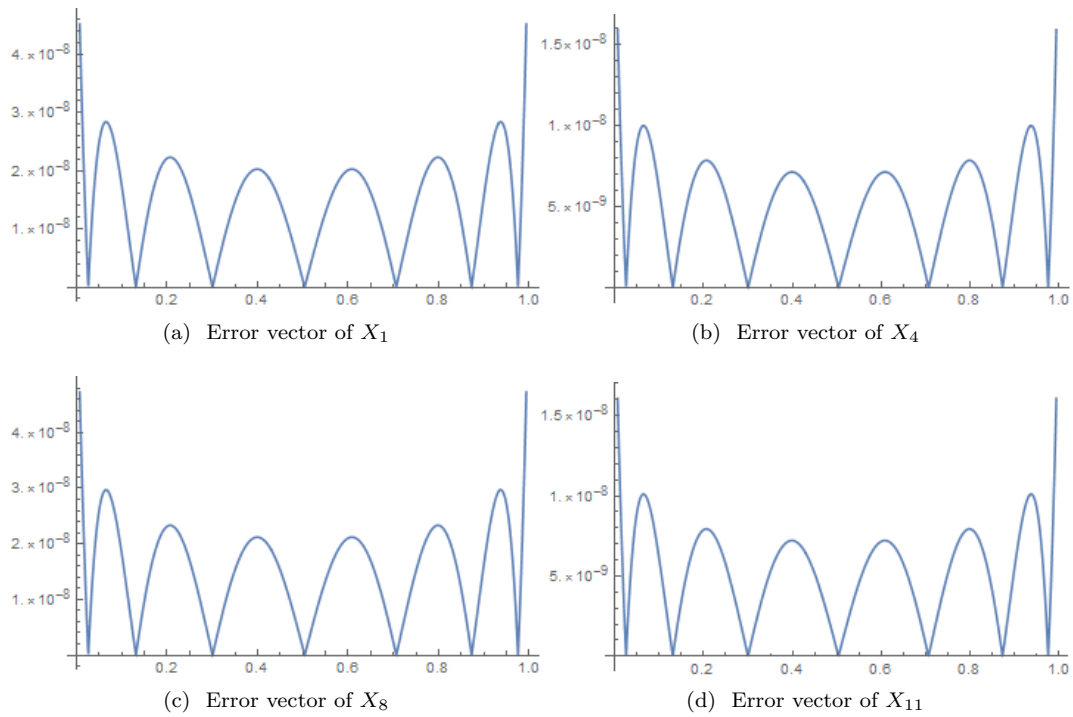 4.×10⁻⁸
3.×10⁻⁸
2.×10⁻⁸
1.×10⁻⁸
0.2 0.4 0.6 0.8 1.0
(a) Error vector of X₁
1.5×10⁻⁸
1.×10⁻⁸
5.×10⁻⁹
0.2 0.4 0.6 0.8 1.0
(b) Error vector of X₄
4.×10⁻⁸
3.×10⁻⁸
2.×10⁻⁸
1.×10⁻⁸
0.2 0.4 0.6 0.8 1.0
(c) Error vector of X₈
1.5×10⁻⁸
1.×10⁻⁸
5.×10⁻⁹
0.2 0.4 0.6 0.8 1.0
(d) Error vector of X₁₁